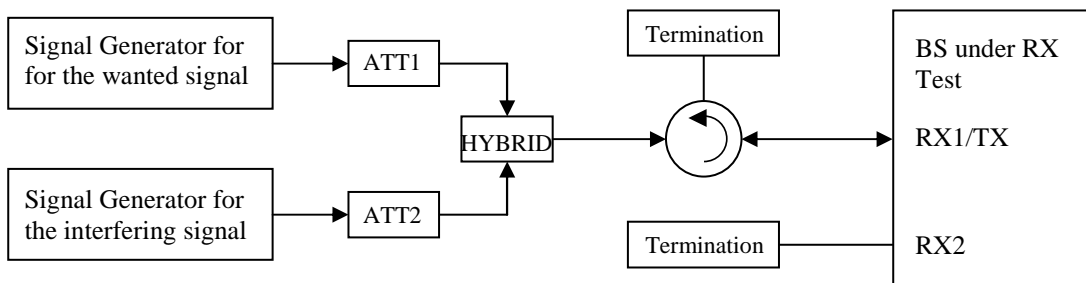 Signal Generator for
for the wanted signal
ATT1
Termination
BS under RX
Test
HYBRID
RX1/TX
Signal Generator for
the interfering signal
ATT2
Termination
RX2